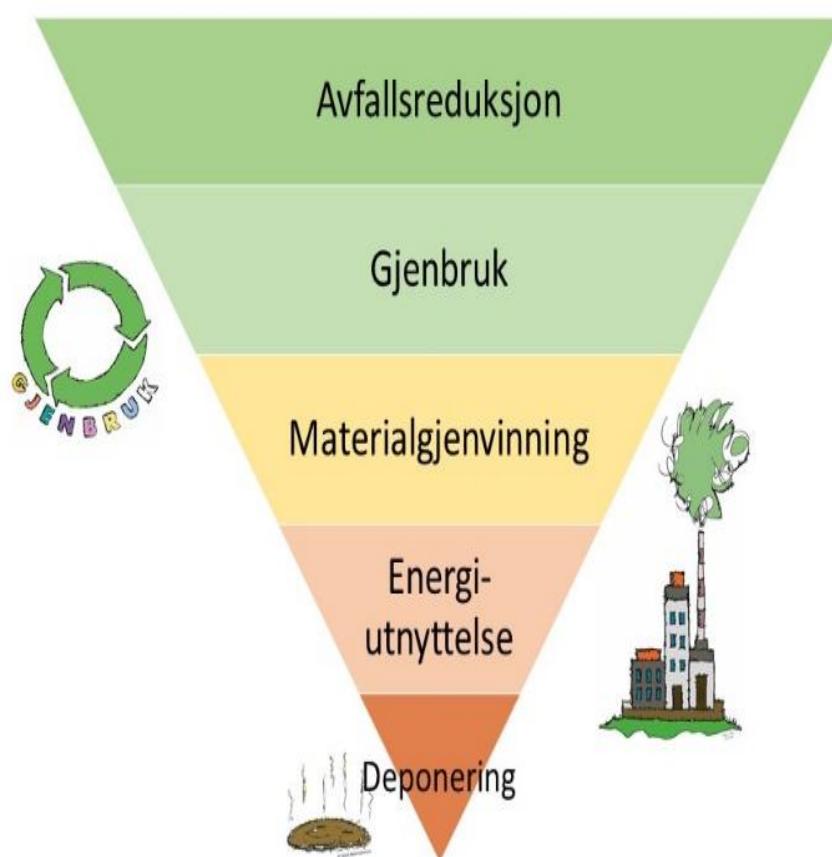 Avfallsreduksjon
Gjenbruk
GJENBRUK
Materialgjenvinning
Energi-
utnyttelse
Deponering